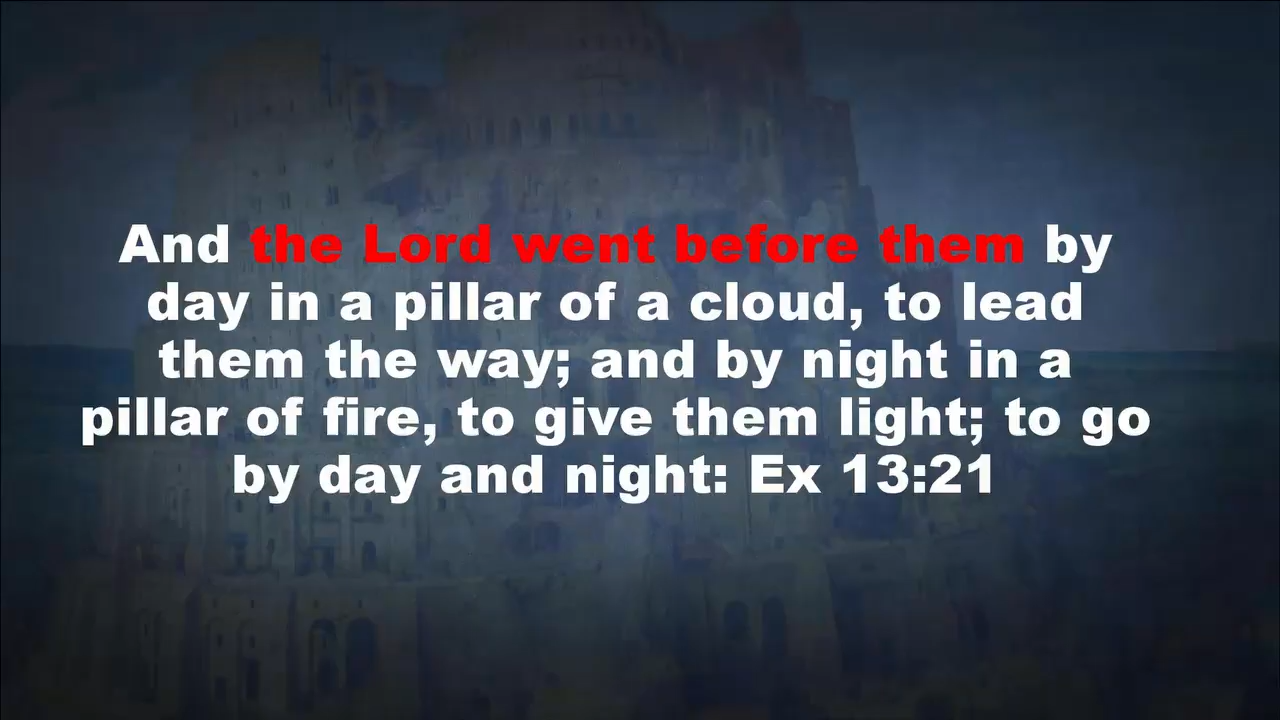 And the Lord went before them by
day in a pillar of a cloud, to lead
them the way; and by night in a
pillar of fire, to give them light; to go
by day and night: Ex 13:21